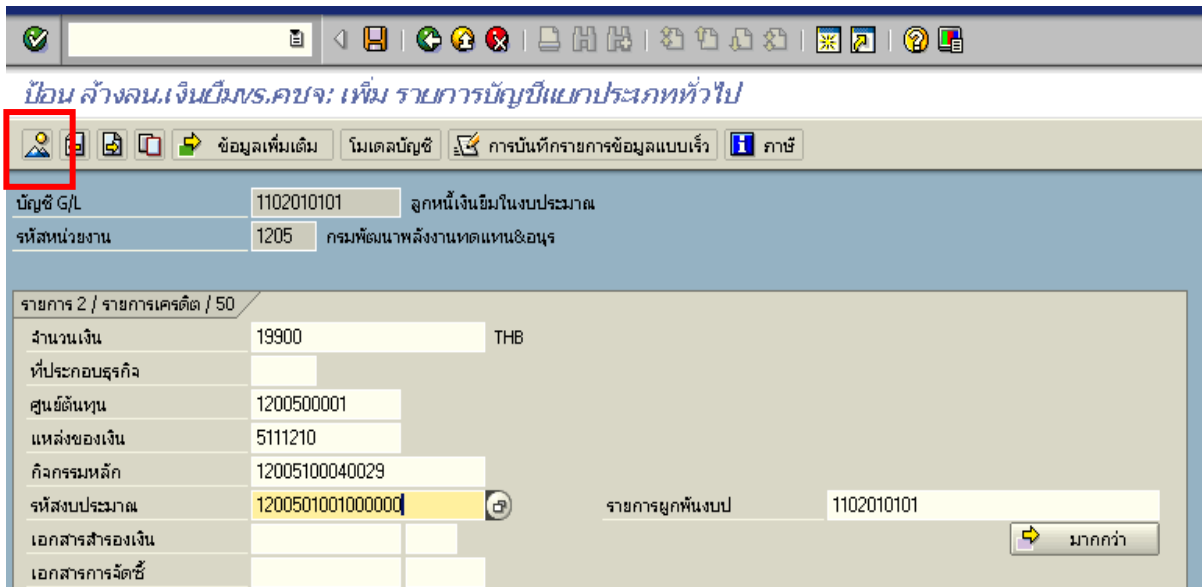 ป้อน ล้างลน.เงินยืมทร.คชจ: เพิ่ม รายการบัญชีแยกประเภททั่วไป
ข้อมูลเพิ่มเติม โมเดลบัญชี การบันทึกรายการข้อมูลแบบเร็ว ภาษี
บัญชี G/L 1102010101 ลูกหนี้เงินยืมในงบประมาณ
รหัสหน่วยงาน 1205 กรมพัฒนาพลังงานทดแทน&อนุร
รายการ 2 / รายการเครดิต / 50
จำนวนเงิน 19900 THB
ที่ประกอบธุรกิจ
ศูนย์ต้นทุน 1200500001
แหล่งของเงิน 5111210
กิจกรรมหลัก 12005100040029
รหัสงบประมาณ 1200501001000000 รายการผูกพันงบป 1102010101
เอกสารสำรองเงิน มากกว่า
เอกสารการจัดซื้